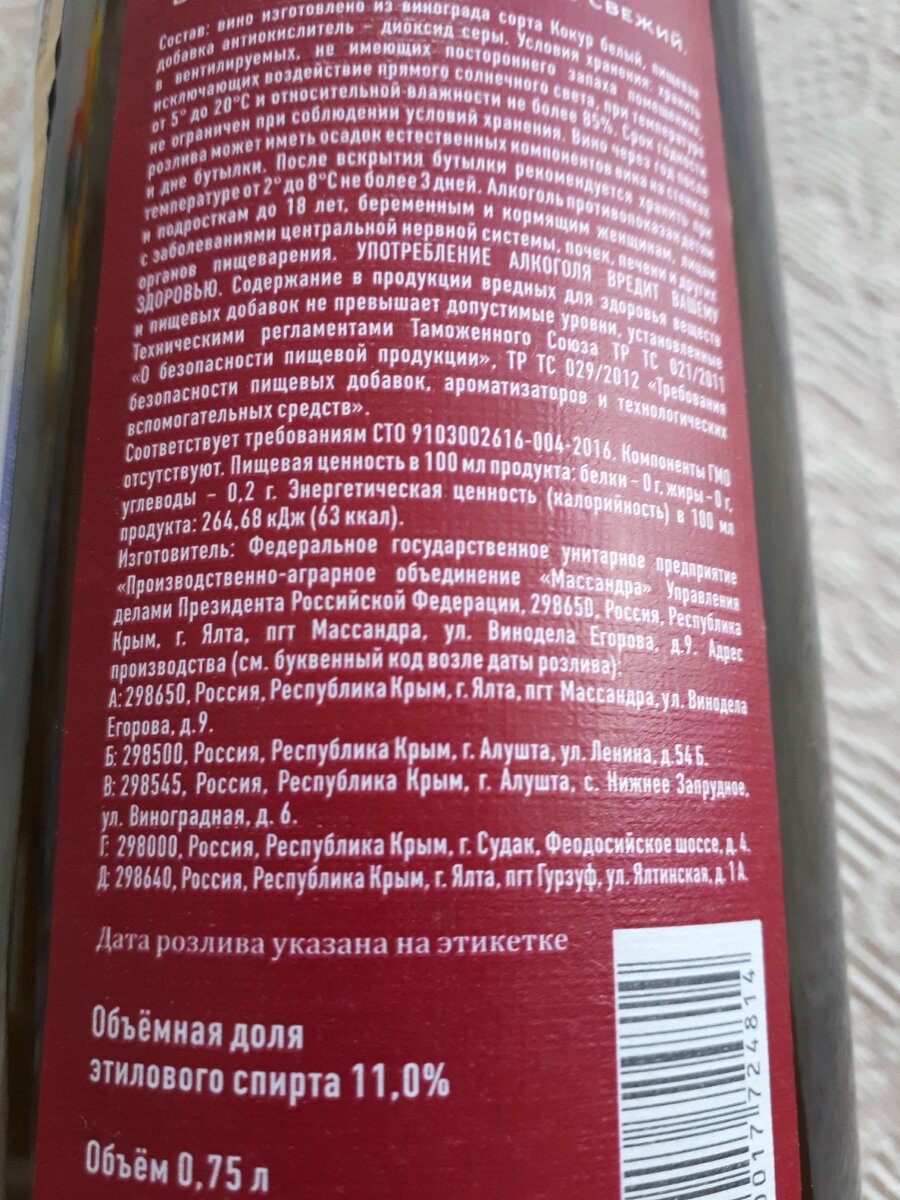 СВЕЖИЙ.
Состав: вино изготовлено из винограда сорта Кокур белый, пищевая
добавка антиокислитель – диоксид серы. Условия хранения: хранить
в вентилируемых, не имеющих постороннего запаха помещениях,
исключающих воздействие прямого солнечного света, при температуре
от 5° до 20°С и относительной влажности не более 85%. Срок годности
не ограничен при соблюдении условий хранения. Вино через год после
розлива может иметь осадок естественных компонентов вина на стенках
и дне бутылки. После вскрытия бутылки рекомендуется хранить при
температуре от 2° до 8°С не более 3 дней. Алкоголь противопоказан детям
и подросткам до 18 лет, беременным и кормящим женщинам, лицам
с заболеваниями центральной нервной системы, почек, печени и других
органов пищеварения. УПОТРЕБЛЕНИЕ АЛКОГОЛЯ ВРЕДИТ ВАШЕМУ
ЗДОРОВЬЮ. Содержание в продукции вредных для здоровья веществ
и пищевых добавок не превышает допустимые уровни, установленные
Техническими регламентами Таможенного Союза ТР ТС 021/2011
«О безопасности пищевой продукции», ТР ТС 029/2012 «Требования
безопасности пищевых добавок, ароматизаторов и технологических
вспомогательных средств».
Соответствует требованиям СТО 9103002616-004-2016. Компоненты ГМО
отсутствуют. Пищевая ценность в 100 мл продукта: белки – 0 г, жиры – 0 г,
углеводы – 0,2 г. Энергетическая ценность (калорийность) в 100 мл
продукта: 264,68 кДж (63 ккал).
Изготовитель: Федеральное государственное унитарное предприятие
«Производственно-аграрное объединение «Массандра» Управления
делами Президента Российской Федерации, 298650, Россия, Республика
Крым, г. Ялта, пгт Массандра, ул. Винодела Егорова, д.9. Адрес
производства (см. буквенный код возле даты розлива):
А: 298650, Россия, Республика Крым, г. Ялта, пгт Массандра, ул. Винодела
Егорова, д.9.
Б: 298500, Россия, Республика Крым, г. Алушта, ул. Ленина, д.54 Б.
В: 298545, Россия, Республика Крым, г. Алушта, с. Нижнее Запрудное,
ул. Виноградная, д. 6.
Г: 298000, Россия, Республика Крым, г. Судак, Феодосийское шоссе, д. 4.
Д: 298640, Россия, Республика Крым, г. Ялта, пгт Гурзуф, ул. Ялтинская, д. 1А.
Дата розлива указана на этикетке
Объёмная доля
этилового спирта 11,0%
Объём 0,75 л
0017724814